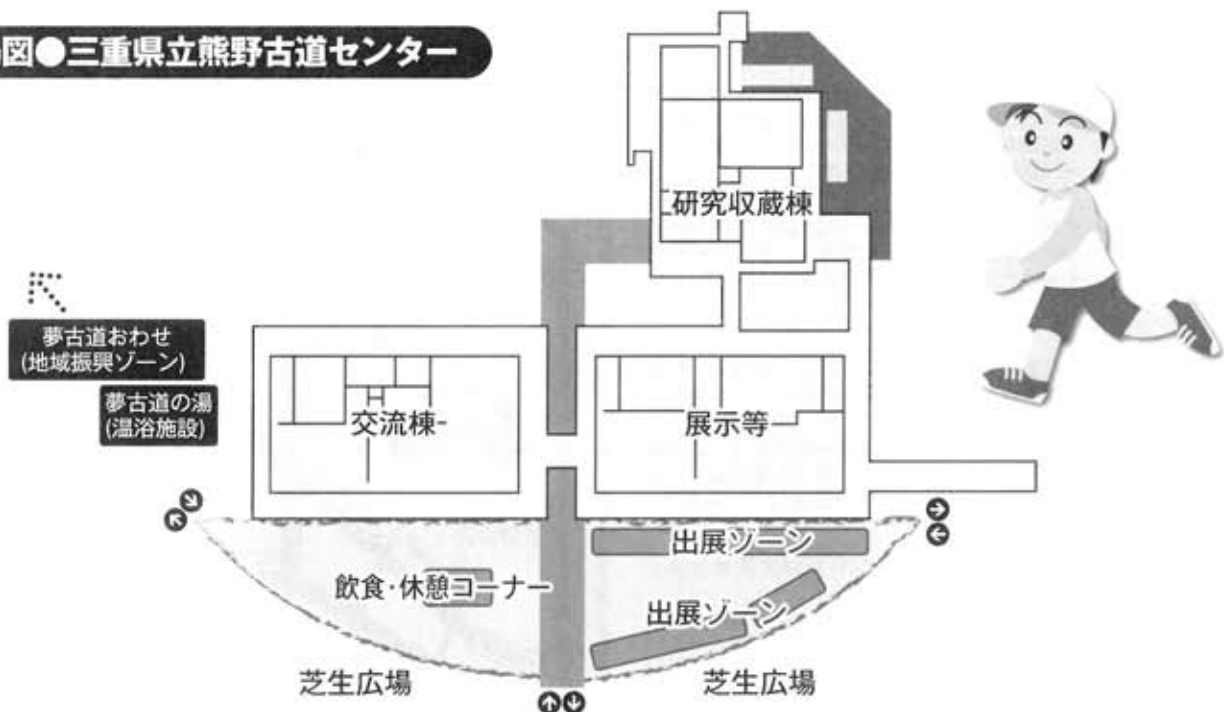 図●三重県立熊野古道センター
研究収蔵棟
夢古道おわせ
(地域振興ゾーン)
夢古道の湯
(温浴施設)
交流棟
展示等
出展ゾーン
飲食・休憩コーナー
出展ゾーン
芝生広場
芝生広場